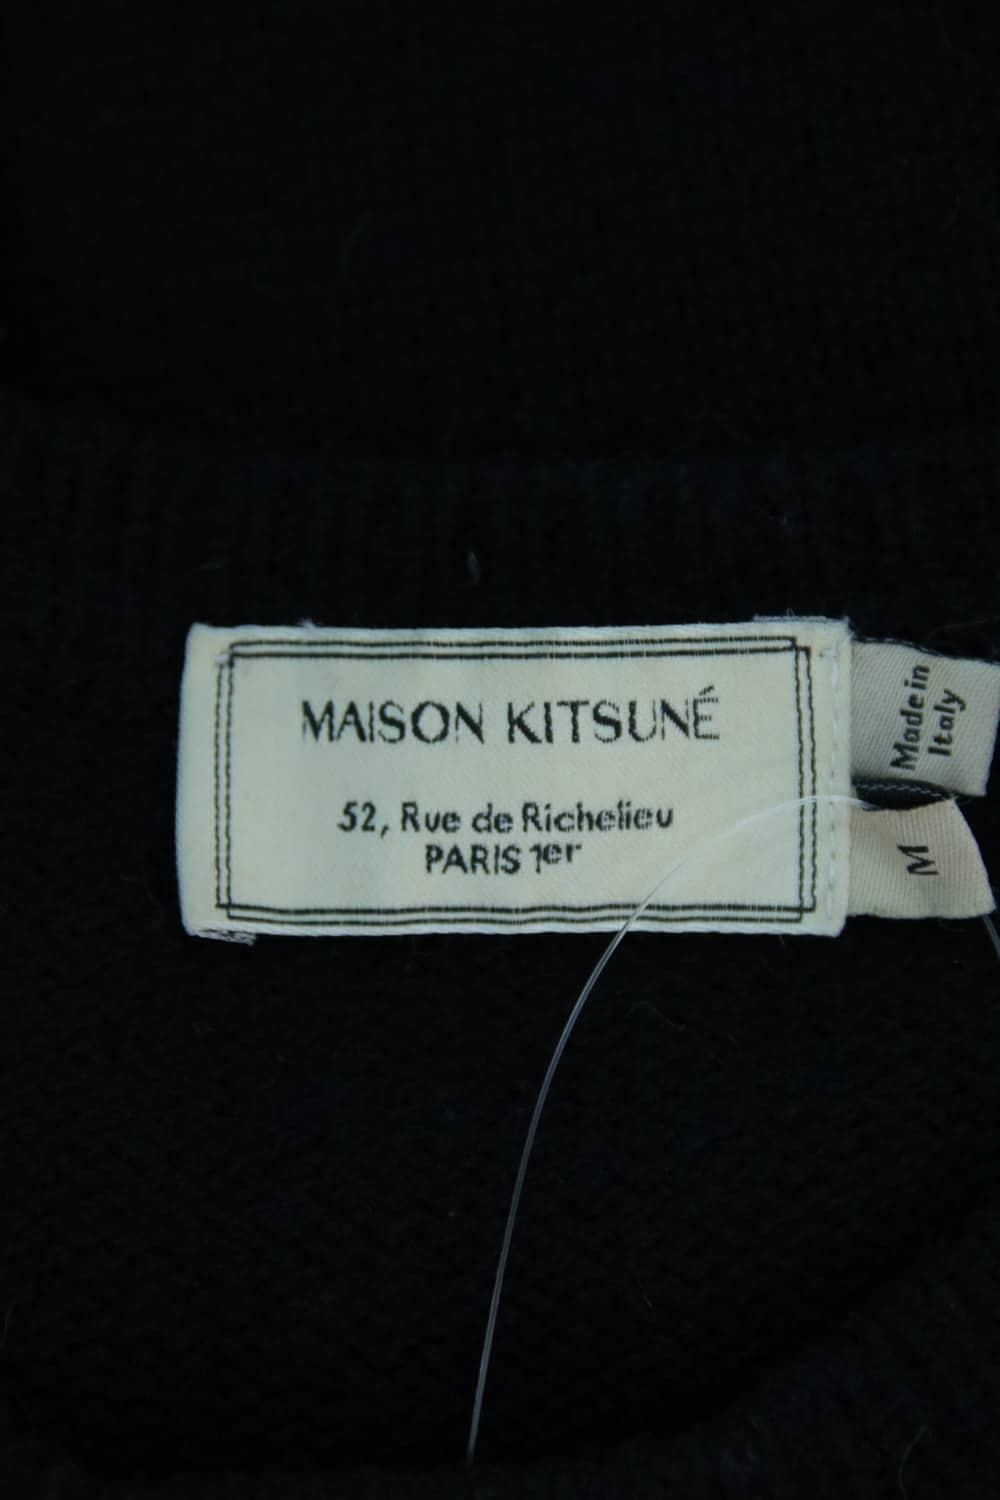 MAISON KITSUNÉ
52, Rue de Richelieu
PARIS 1er
Made in
Italy
M